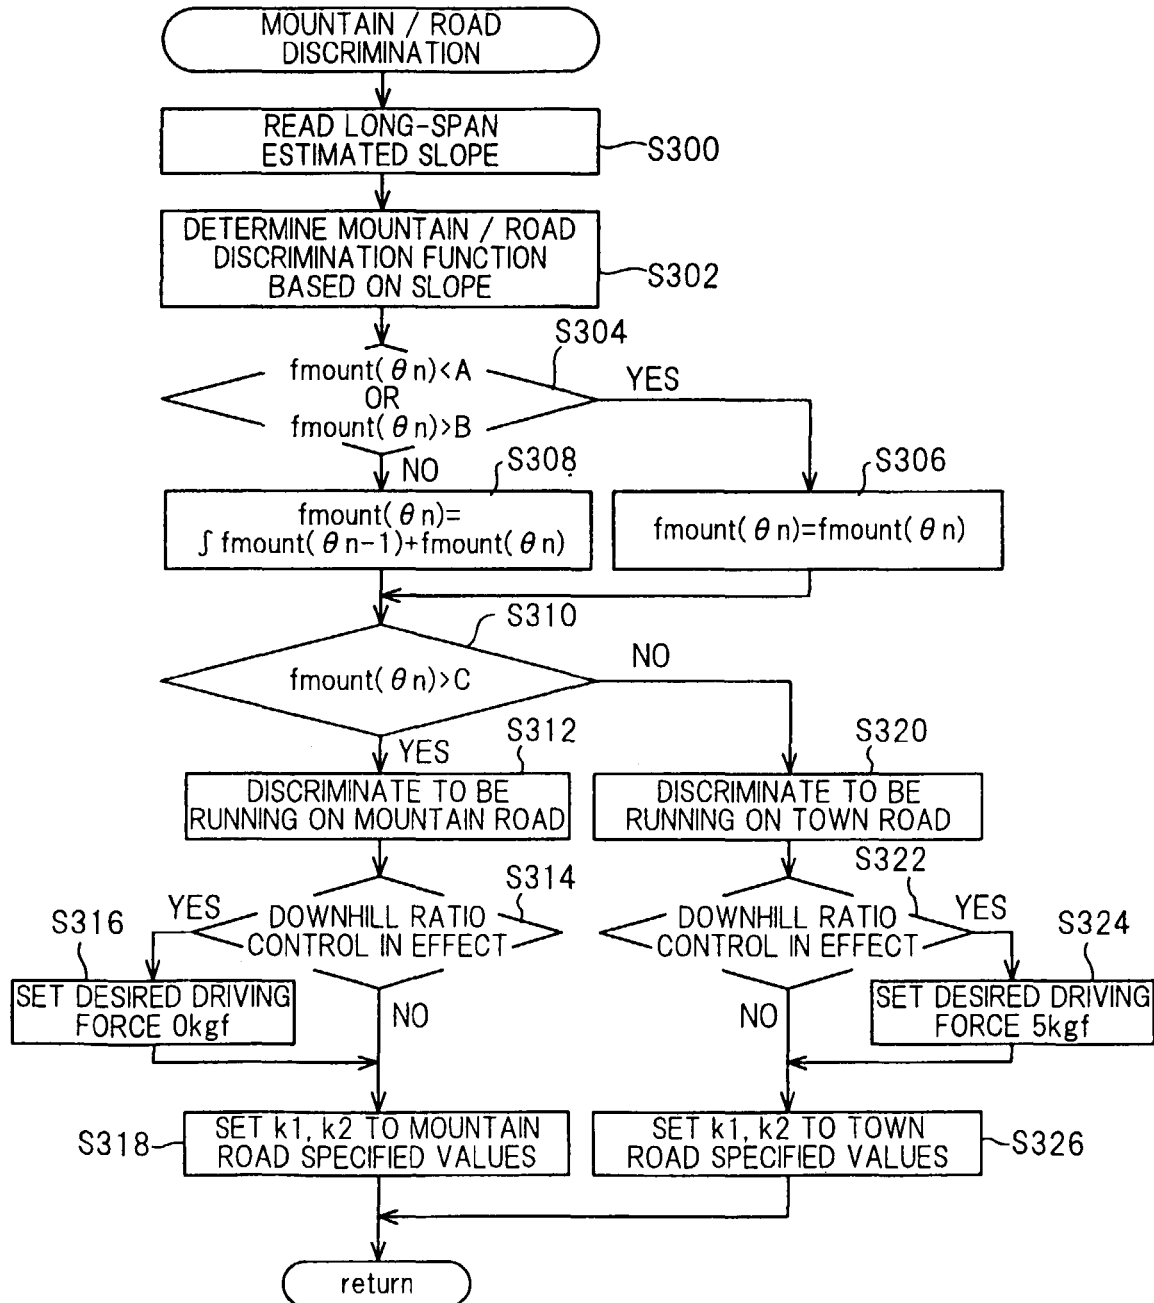 MOUNTAIN / ROAD
DISCRIMINATION
READ LONG-SPAN
ESTIMATED SLOPE
S300
DETERMINE MOUNTAIN / ROAD
DISCRIMINATION FUNCTION
BASED ON SLOPE
S302
S304
fmount(θn)<A
OR
fmount(θn)>B
YES
NO
S308
fmount(θn)=
∫fmount(θn-1)+fmount(θn)
S306
fmount(θn)=fmount(θn)
S310
fmount(θn)>C
NO
YES
S312
DISCRIMINATE TO BE
RUNNING ON MOUNTAIN ROAD
S320
DISCRIMINATE TO BE
RUNNING ON TOWN ROAD
S314
DOWNHILL RATIO
CONTROL IN EFFECT
YES
NO
S316
SET DESIRED DRIVING
FORCE 0kgf
S322
DOWNHILL RATIO
CONTROL IN EFFECT
YES
NO
S324
SET DESIRED DRIVING
FORCE 5kgf
S318
SET k1, k2 TO MOUNTAIN
ROAD SPECIFIED VALUES
SET k1, k2 TO TOWN
ROAD SPECIFIED VALUES
S326
return